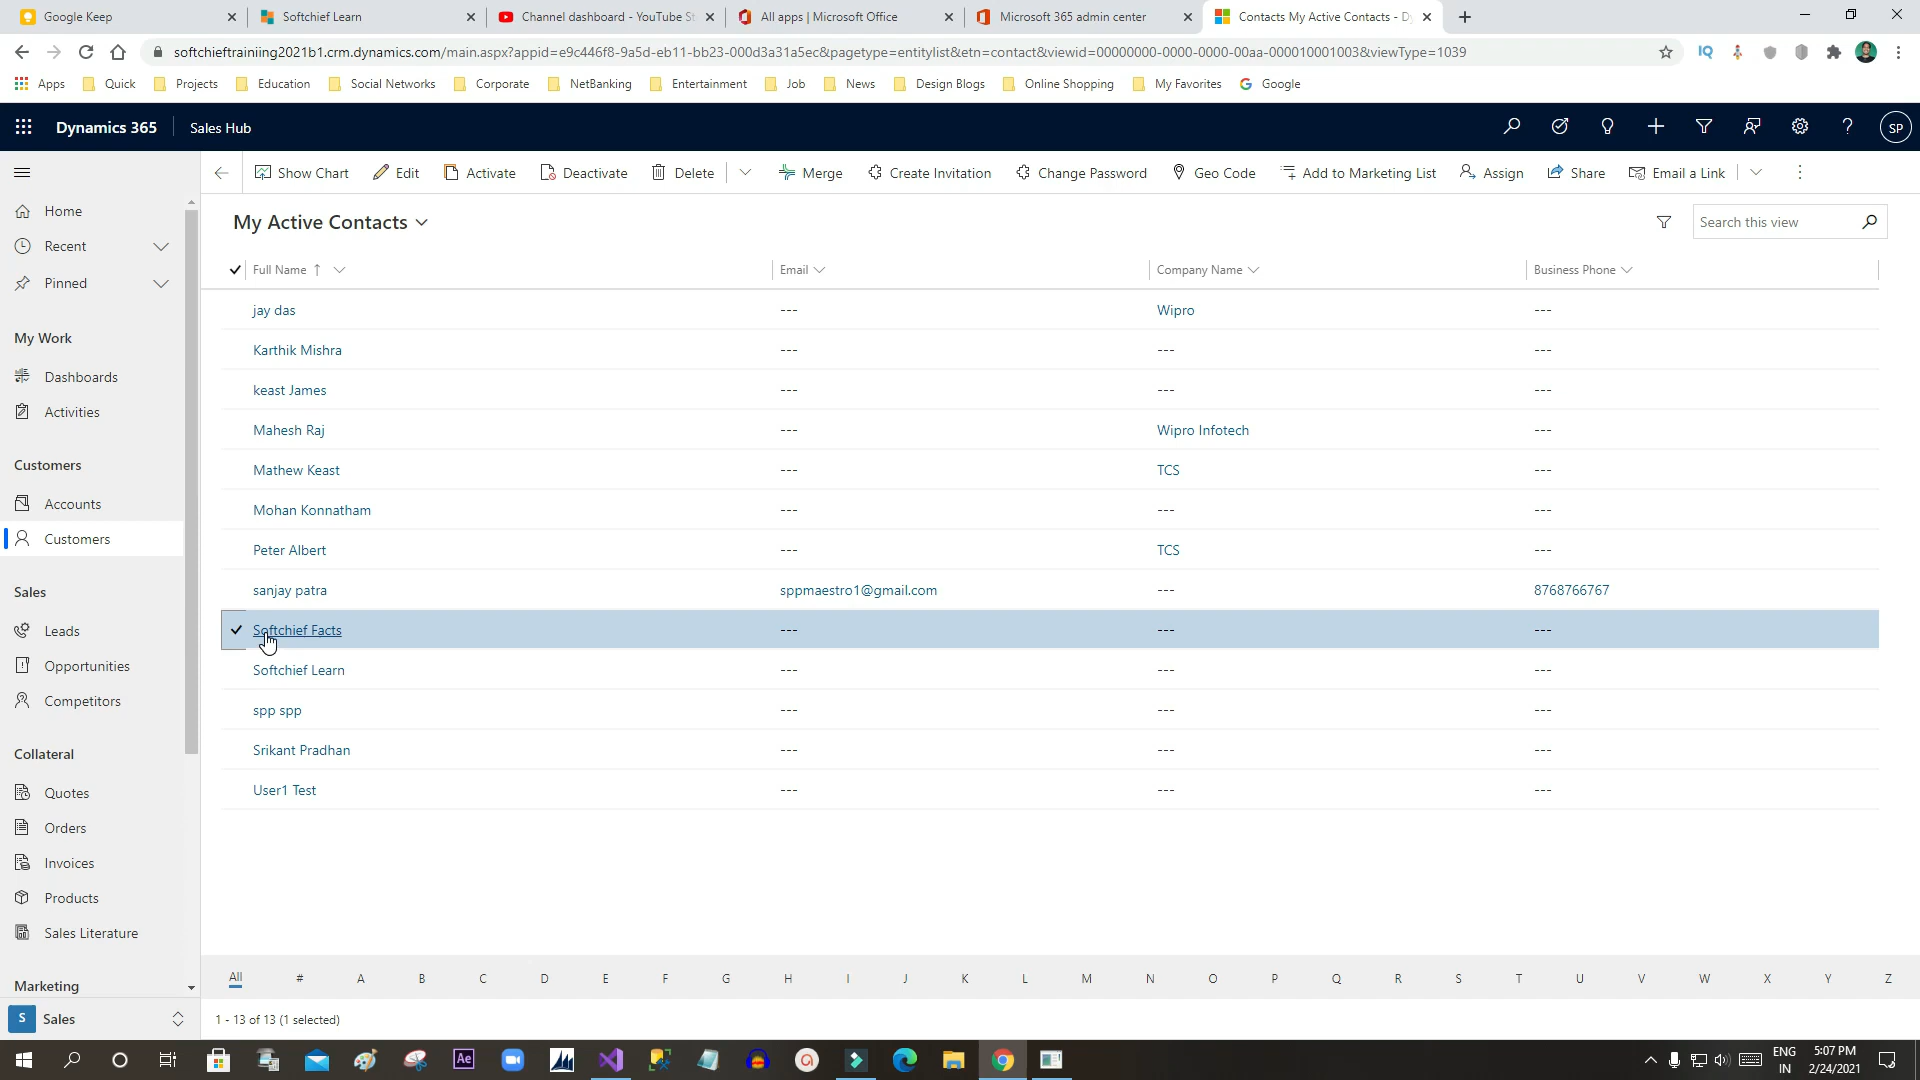 Google Keep
Softchief Learn
Channel dashboard - YouTube St
All apps | Microsoft Office
Microsoft 365 admin center
Contacts My Active Contacts - Dy
softchieftrainiing2021b1.crm.dynamics.com/main.aspx?appid=e9c446f8-9a5d-eb11-bb23-000d3a31a5ec&pagetype=entitylist&etn=contact&viewid=00000000-0000-0000-00aa-000010001003&viewType=1039
IQ
Apps Quick Projects Education Social Networks Corporate NetBanking Entertainment Job News Design Blogs Online Shopping My Favorites Google
Dynamics 365 Sales Hub
SP
Show Chart Edit Activate Deactivate Delete Merge Create Invitation Change Password Geo Code Add to Marketing List Assign Share Email a Link
Home
Recent
Pinned
My Work
Dashboards
Activities
Customers
Accounts
Customers
Sales
Leads
Opportunities
Competitors
Collateral
Quotes
Orders
Invoices
Products
Sales Literature
Marketing
S Sales
My Active Contacts
Search this view
Full Name ↑ Email Company Name Business Phone
jay das --- Wipro ---
Karthik Mishra --- --- ---
keast James --- --- ---
Mahesh Raj --- Wipro Infotech ---
Mathew Keast --- TCS ---
Mohan Konnatham --- --- ---
Peter Albert --- TCS ---
sanjay patra sppmaestro1@gmail.com --- 8768766767
Softchief Facts --- --- ---
Softchief Learn --- --- ---
spp spp --- --- ---
Srikant Pradhan --- --- ---
User1 Test --- --- ---
All # A B C D E F G H I J K L M N O P Q R S T U V W X Y Z
1 - 13 of 13 (1 selected)
Ae
ENG
IN
5:07 PM
2/24/2021